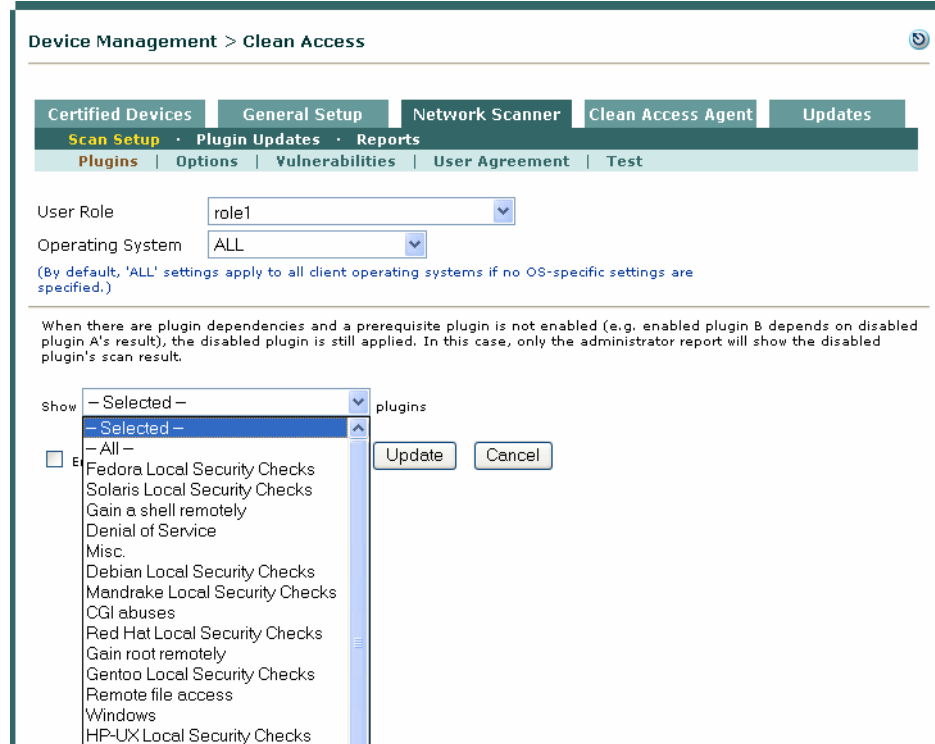 Device Management > Clean Access
Certified Devices General Setup Network Scanner Clean Access Agent Updates
Scan Setup · Plugin Updates · Reports
Plugins | Options | Vulnerabilities | User Agreement | Test
User Role role1
Operating System ALL
(By default, 'ALL' settings apply to all client operating systems if no OS-specific settings are
specified.)
When there are plugin dependencies and a prerequisite plugin is not enabled (e.g. enabled plugin B depends on disabled
plugin A's result), the disabled plugin is still applied. In this case, only the administrator report will show the disabled
plugin's scan result.
Show – Selected – plugins
– Selected –
– All –
Update Cancel
Fedora Local Security Checks
Solaris Local Security Checks
Gain a shell remotely
Denial of Service
Misc.
Debian Local Security Checks
Mandrake Local Security Checks
CGI abuses
Red Hat Local Security Checks
Gain root remotely
Gentoo Local Security Checks
Remote file access
Windows
HP-UX Local Security Checks